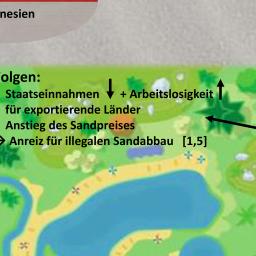 nesien
olgen:
Staatseinnahmen ↓ + Arbeitslosigkeit ↑
für exportierende Länder
Anstieg des Sandpreises
→ Anreiz für illegalen Sandabbau [1,5]